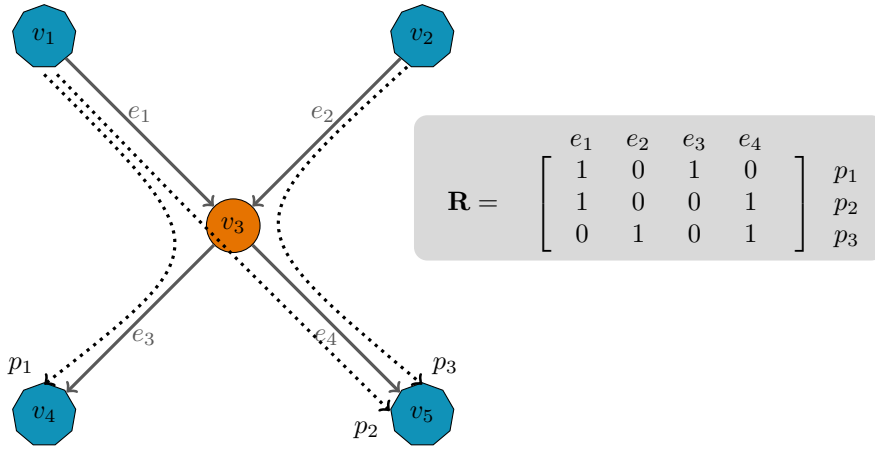 v₁
v₂
e₁
e₂
v₃
e₃
e₄
p₁
p₃
v₄
v₅
p₂
e₁ e₂ e₃ e₄
1 0 1 0 p₁
R = 1 0 0 1 p₂
0 1 0 1 p₃